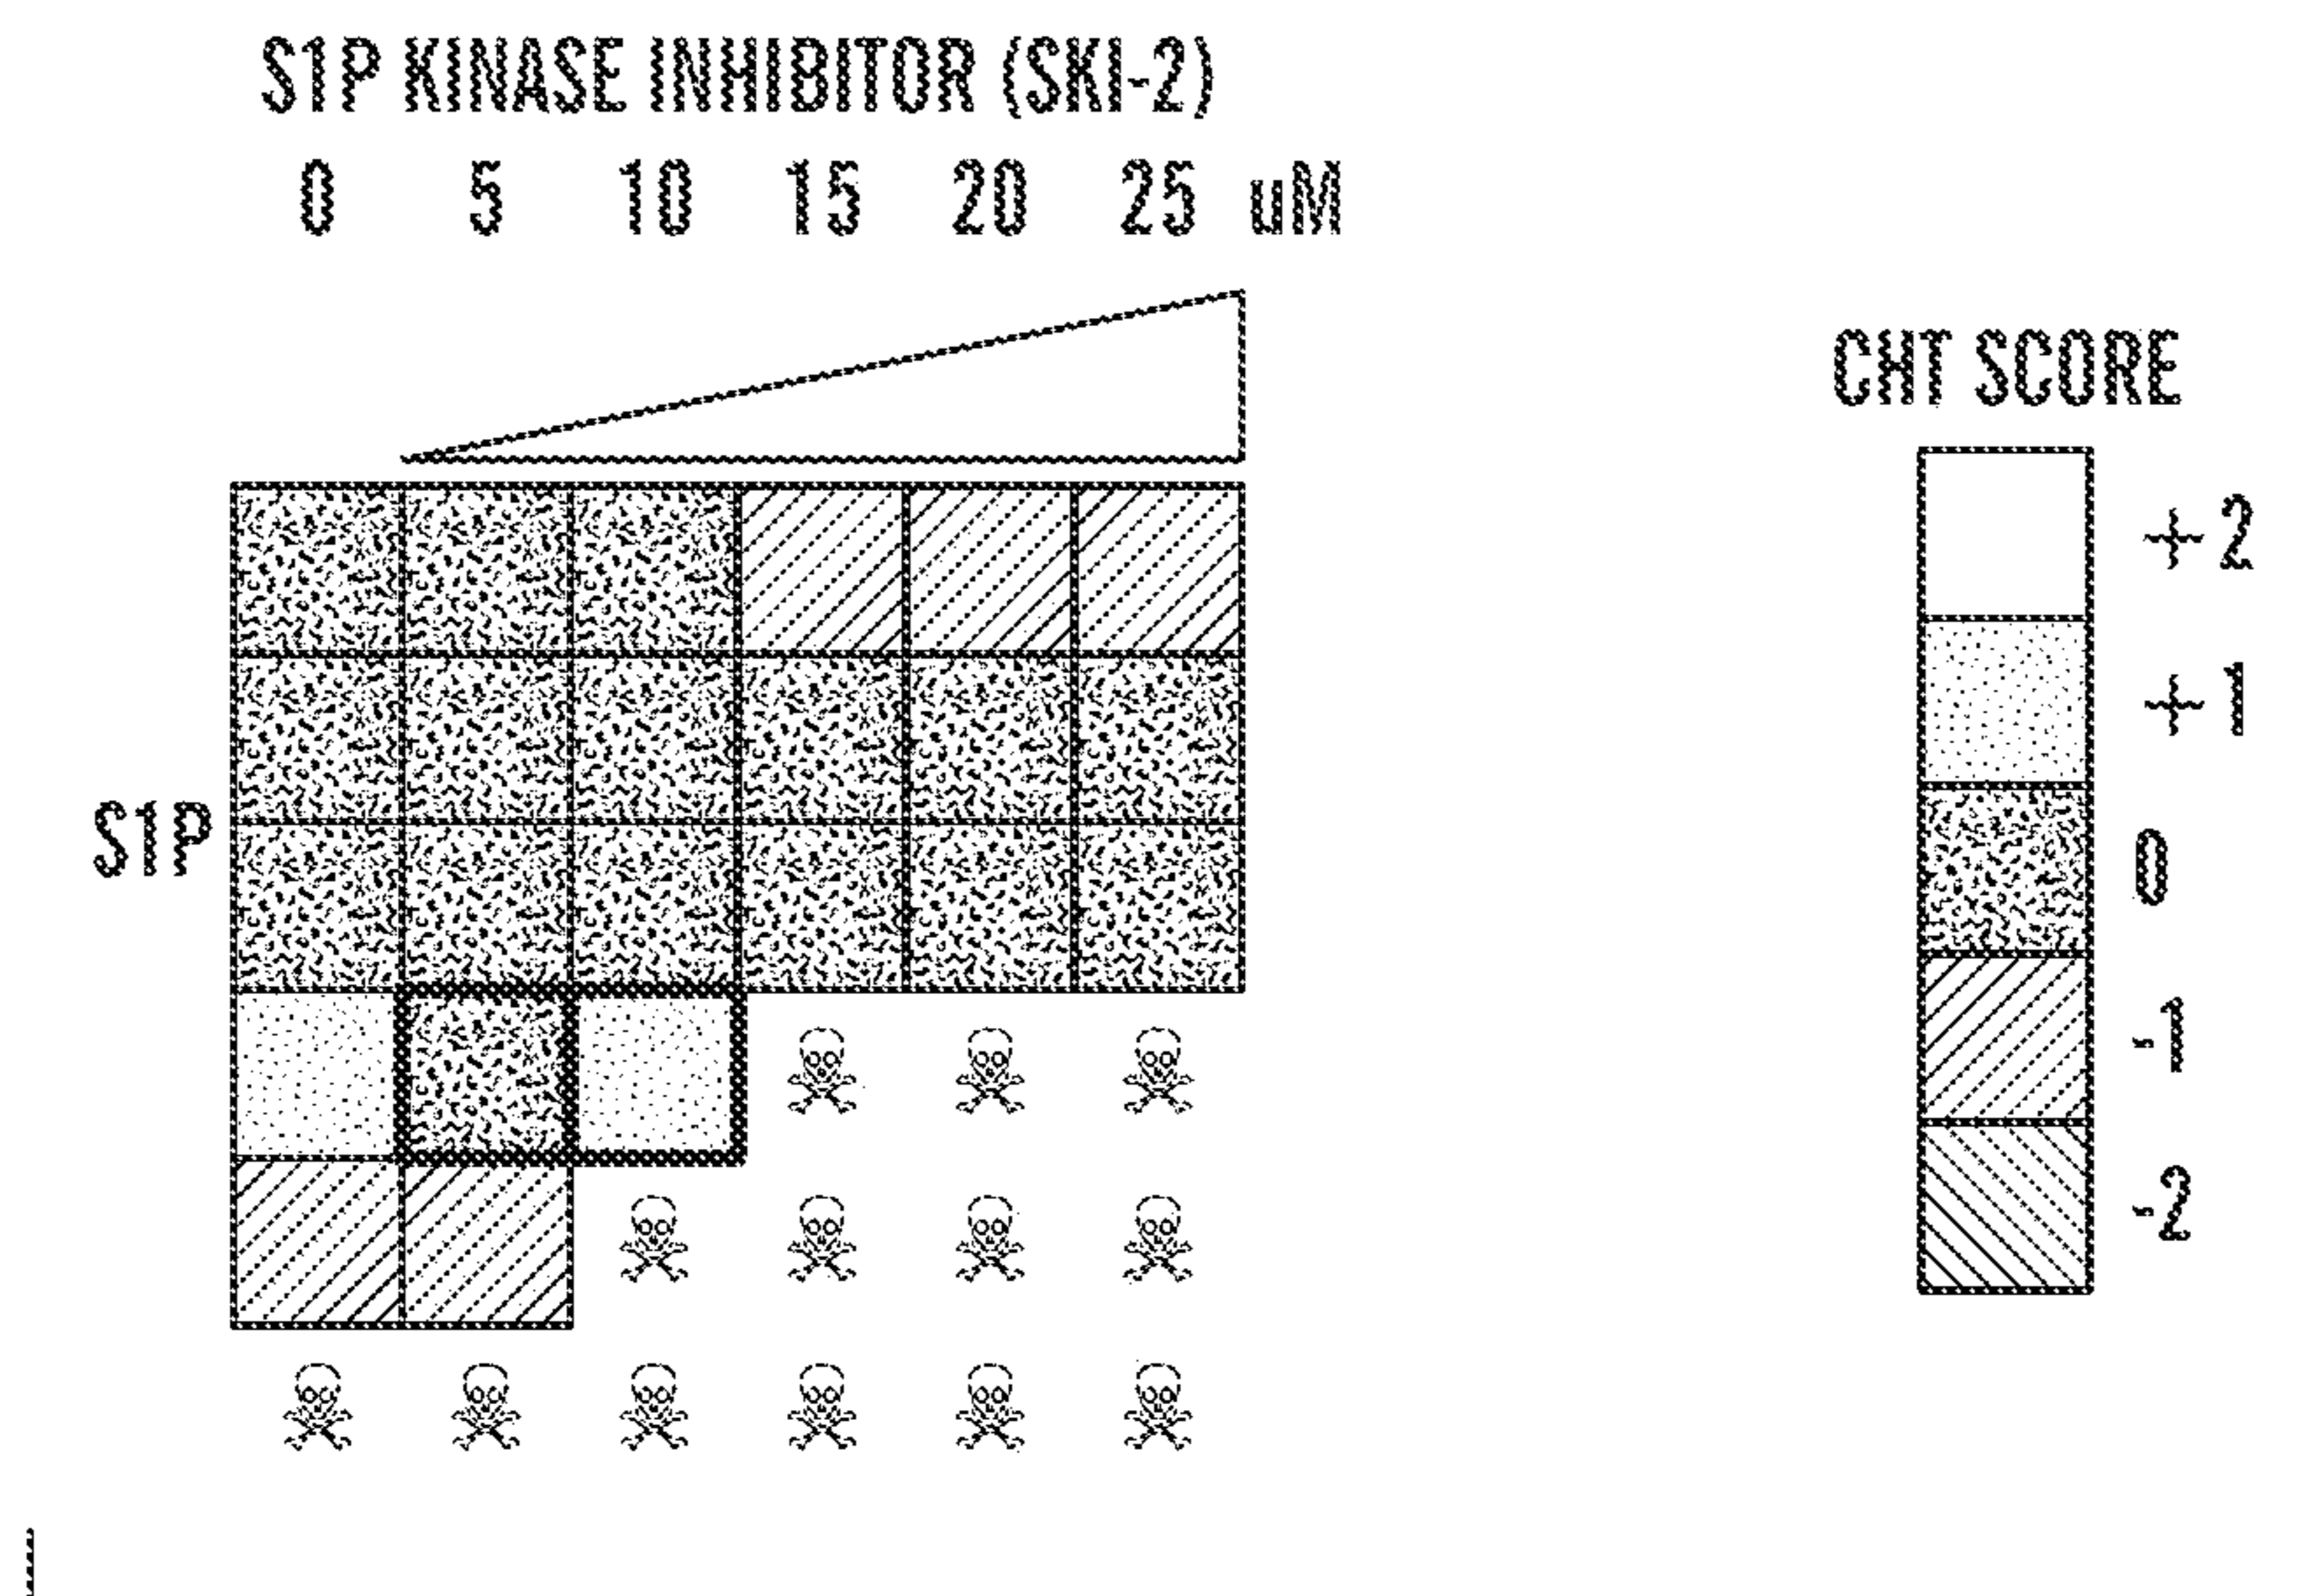 S1P KINASE INHIBITOR (SKI-2)
0 5 10 15 20 25 uM
CHT SCORE
+2
+1
0
-1
-2
S1P